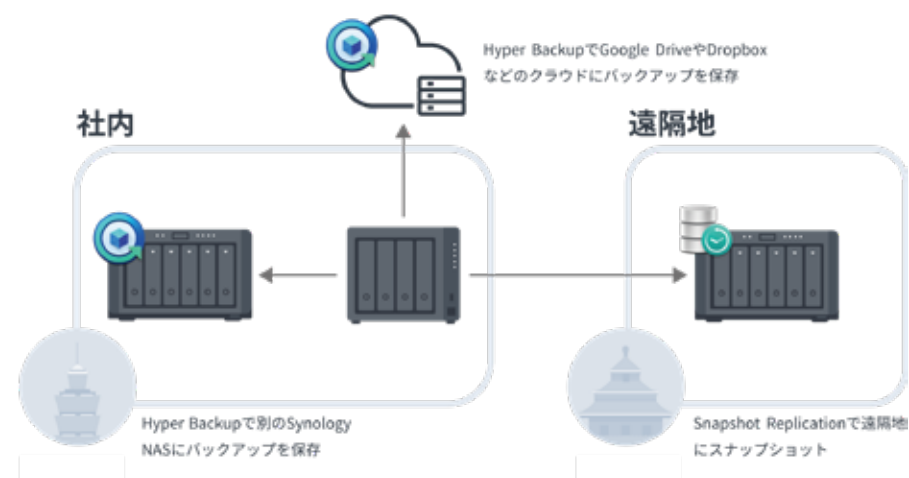 Hyper BackupでGoogle DriveやDropbox
などのクラウドにバックアップを保存
社内
遠隔地
Hyper Backupで別のSynology
NASにバックアップを保存
Snapshot Replicationで遠隔地
にスナップショット